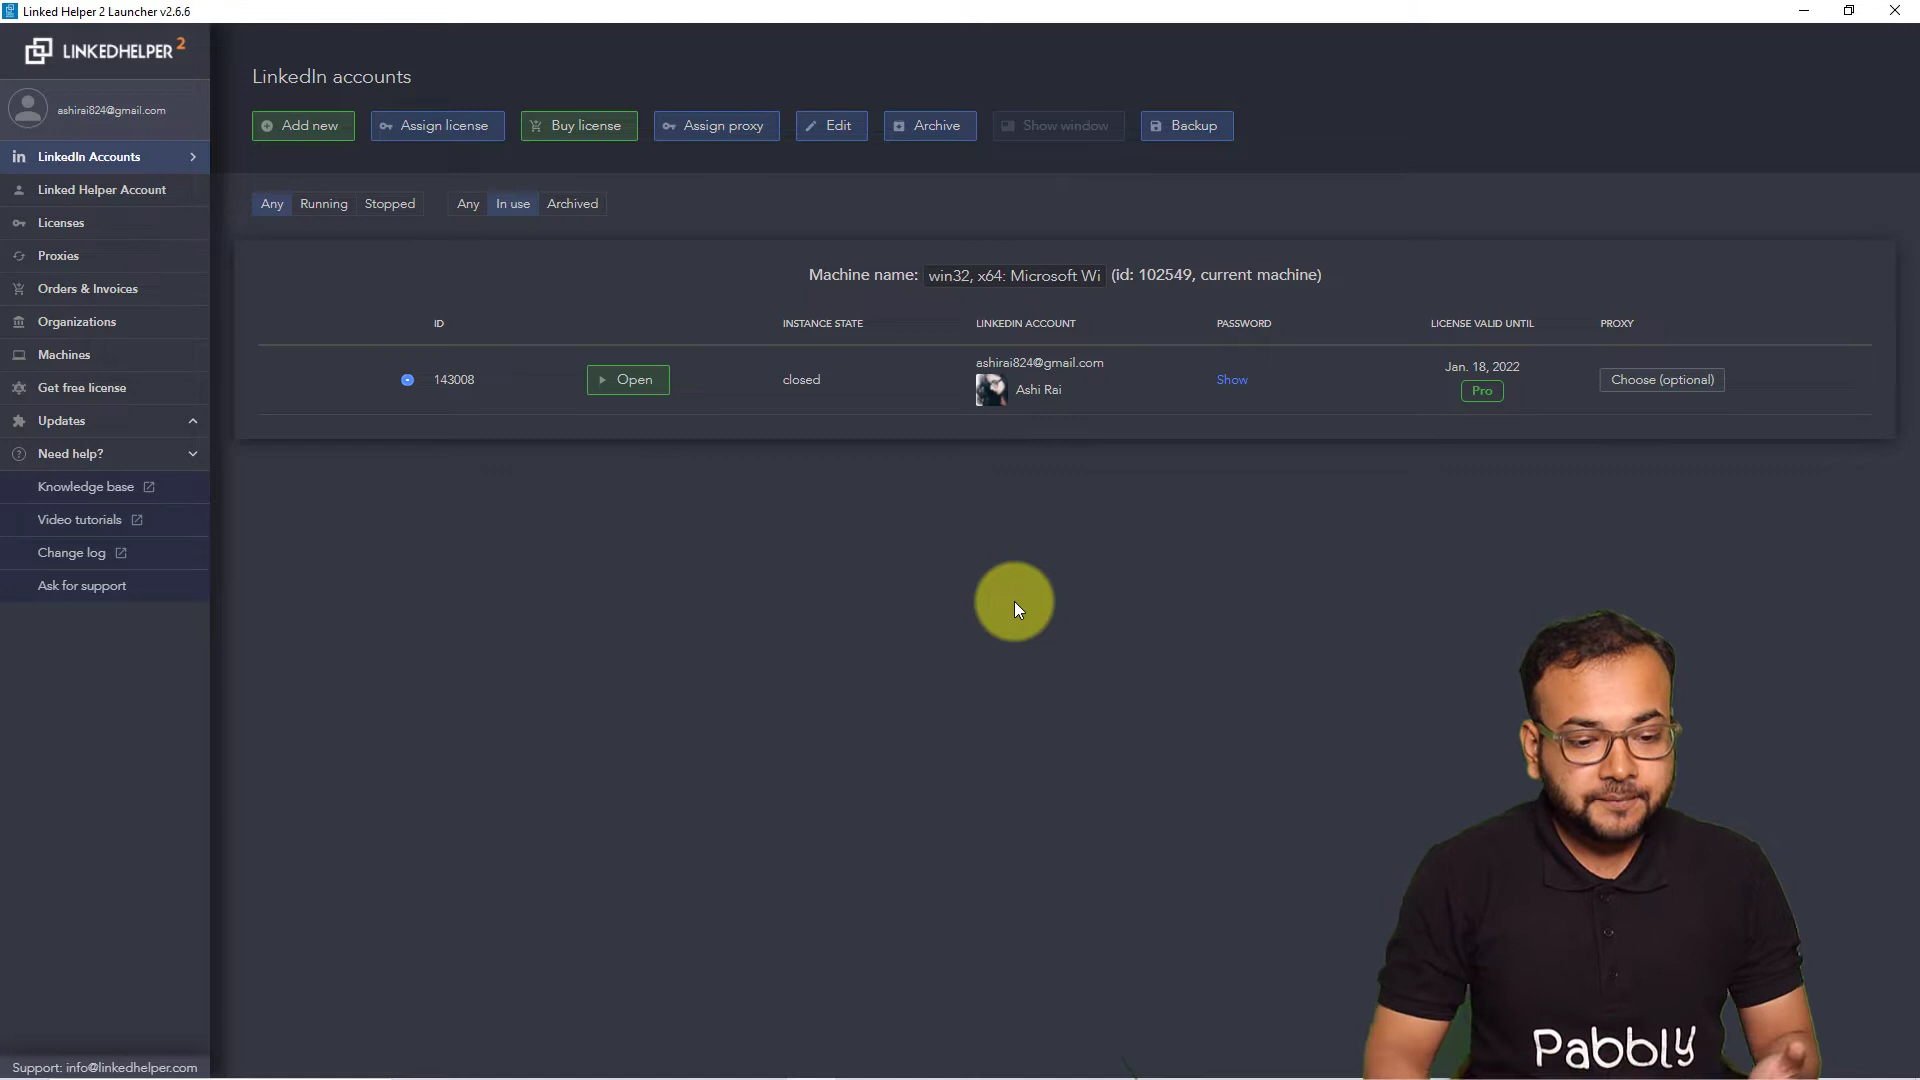 Linked Helper 2 Launcher v2.6.6
LINKEDHELPER 2
ashirai824@gmail.com
LinkedIn Accounts
Linked Helper Account
Licenses
Proxies
Orders & Invoices
Organizations
Machines
Get free license
Updates
Need help?
Knowledge base
Video tutorials
Change log
Ask for support
Support: info@linkedhelper.com
LinkedIn accounts
Add new Assign license Buy license Assign proxy Edit Archive Show window Backup
Any Running Stopped Any In use Archived
Machine name: win32, x64: Microsoft Wi (id: 102549, current machine)
ID INSTANCE STATE LINKEDIN ACCOUNT PASSWORD LICENSE VALID UNTIL PROXY
143008 Open closed ashirai824@gmail.com Show Jan. 18, 2022 Choose (optional)
Ashi Rai Pro
Pabbly